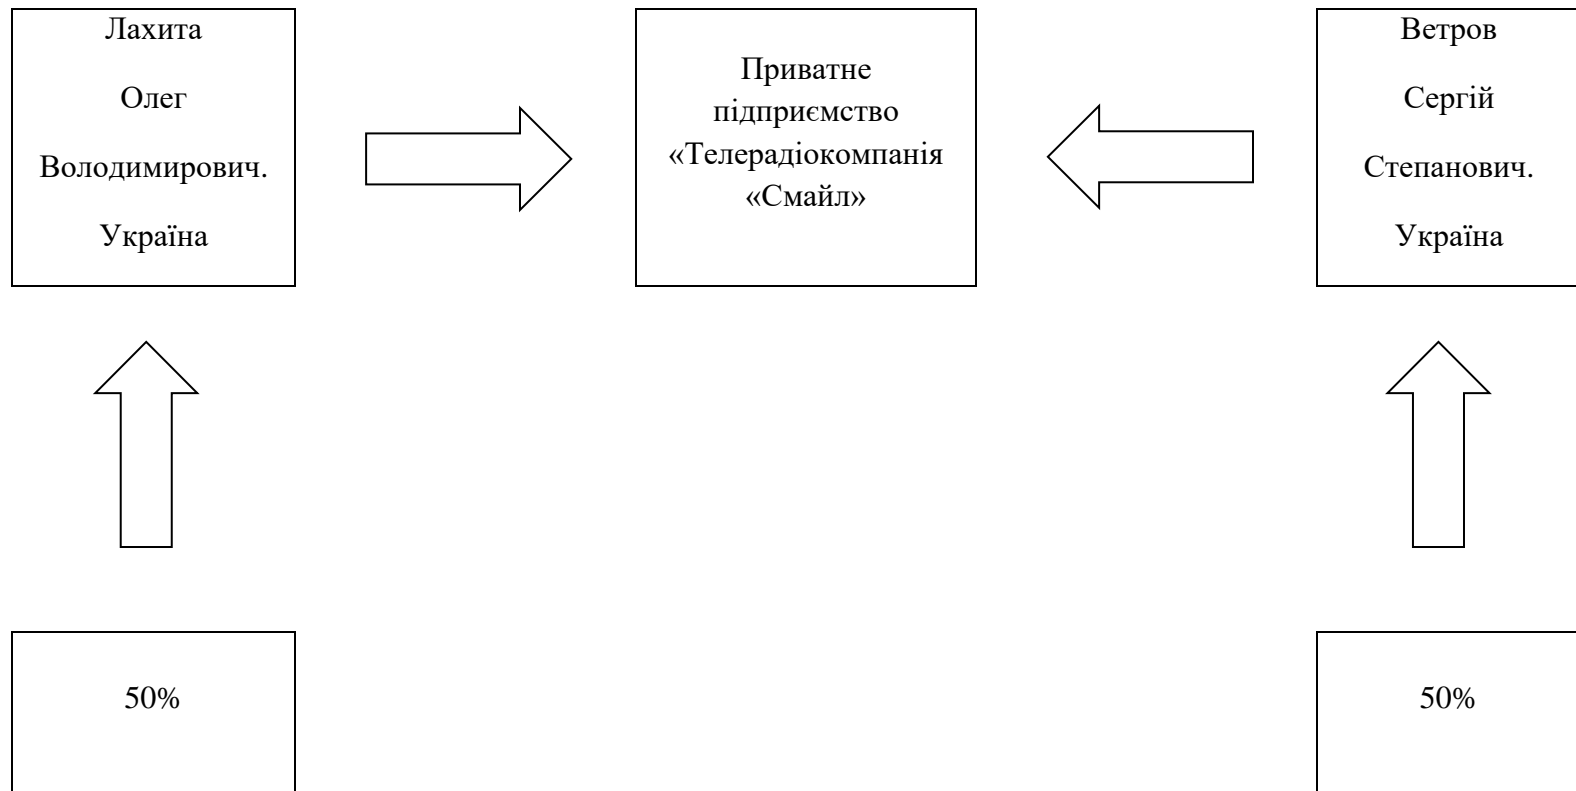 Лахита
Олег
Володимирович.
Україна
Приватне
підприємство
«Телерадіокомпанія
«Смайл»
Ветров
Сергій
Степанович.
Україна
50%
50%